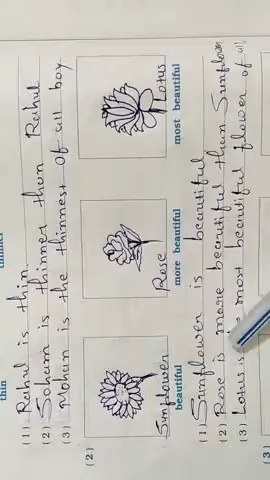 thin
thinner
(1) Rahul is thin
(2) Soham is thinner than Rahul
(3) Mohan is the thinnest of all boy
(2)
Sunflower
Rose
Lotus
beautiful
more beautiful
most beautiful
(1) Sunflower is beautiful
(2) Rose is more beautiful than Sunflower
(3) Lotus is most beautiful flower of all
(3)